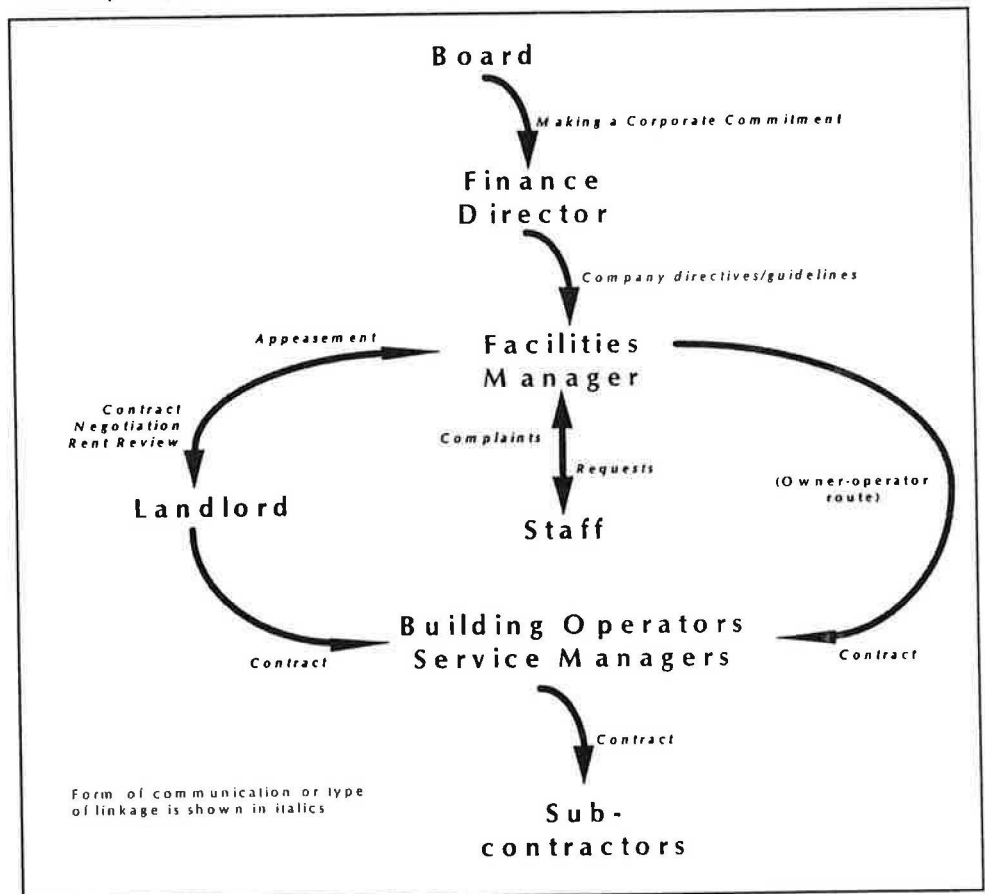 Board
Making a Corporate Commitment
Finance
Director
Company directives/guidelines
Appeasement
Facilities
Manager
Contract
Negotiation
Rent Review
Complaints
Requests
(Owner-operator
route)
Landlord
Staff
Building Operators
Service Managers
Contract
Contract
Contract
Form of communication or type
of linkage is shown in italics
Sub-
contractors